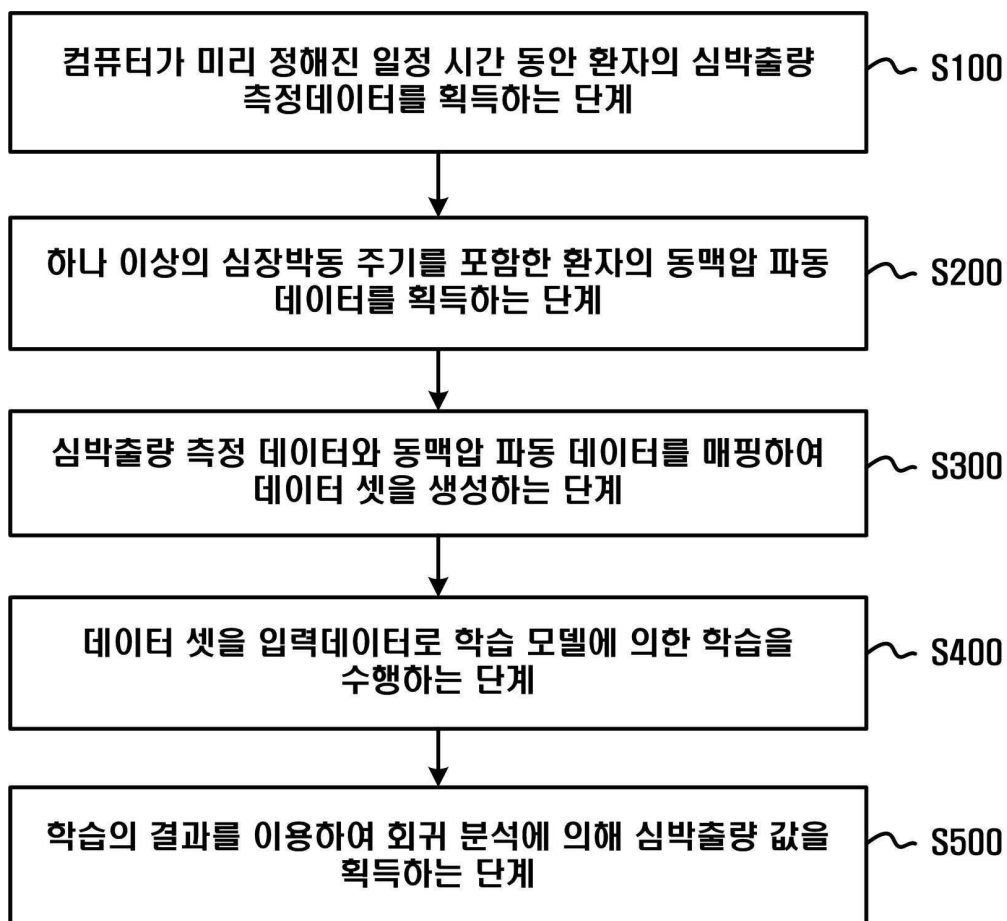 컴퓨터가 미리 정해진 일정 시간 동안 환자의 심박출량
측정데이터를 획득하는 단계
S100
하나 이상의 심장박동 주기를 포함한 환자의 동맥압 파동
데이터를 획득하는 단계
S200
심박출량 측정 데이터와 동맥압 파동 데이터를 매핑하여
데이터 셋을 생성하는 단계
S300
데이터 셋을 입력데이터로 학습 모델에 의한 학습을
수행하는 단계
S400
학습의 결과를 이용하여 회귀 분석에 의해 심박출량 값을
획득하는 단계
S500